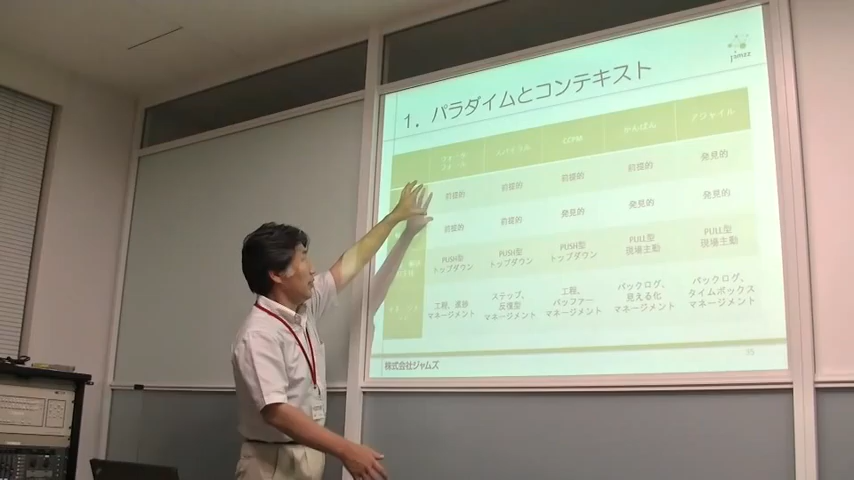 jamzz
1. パラダイムとコンテキスト
ウォータ
フォール
スパイラル
CCPM
かんばん
アジャイル
前提的
前提的
前提的
前提的
発見的
前提的
前提的
発見的
発見的
発見的
PUSH型
トップダウン
PUSH型
トップダウン
PUSH型
トップダウン
PULL型
現場主動
PULL型
現場主動
工程、進捗
マネージメント
ステップ、
反復型
マネージメント
工程、
バッファー
マネージメント
バックログ、
見える化
マネージメント
バックログ、
タイムボックス
マネージメント
株式会社ジャムズ
35